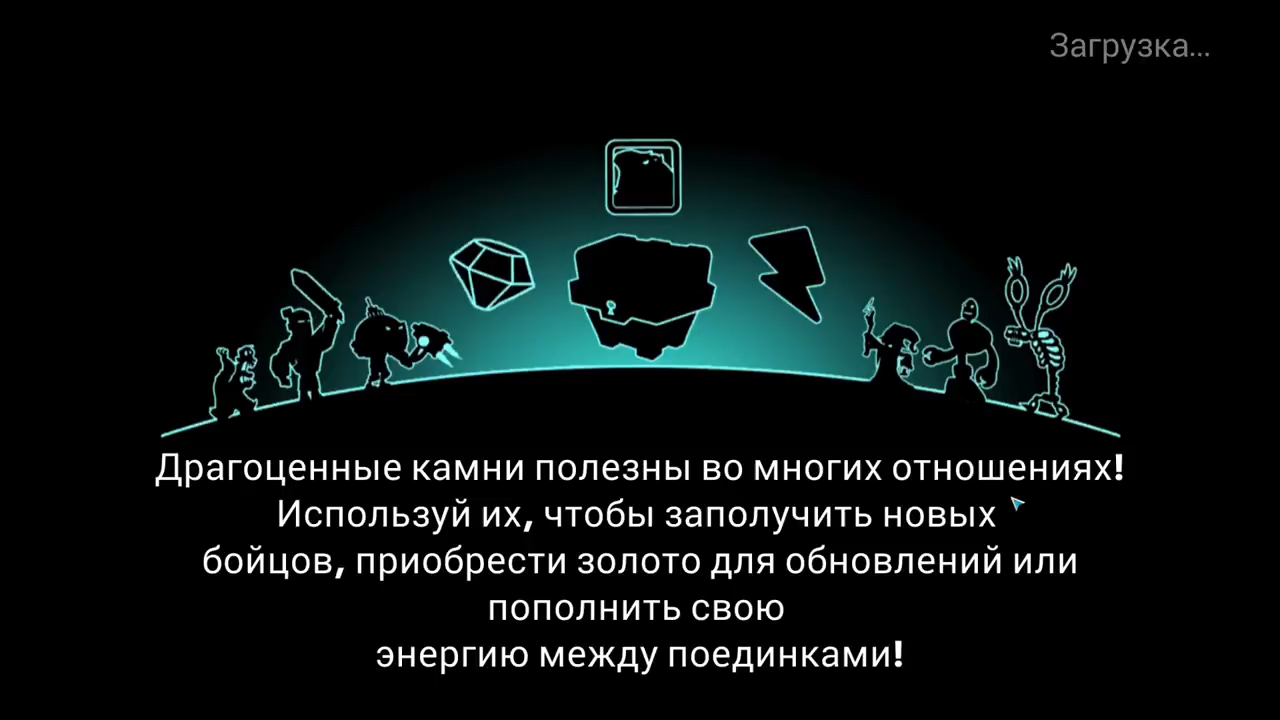 Загрузка...
Драгоценные камни полезны во многих отношениях!
Используй их, чтобы заполучить новых
бойцов, приобрести золото для обновлений или
пополнить свою
энергию между поединками!